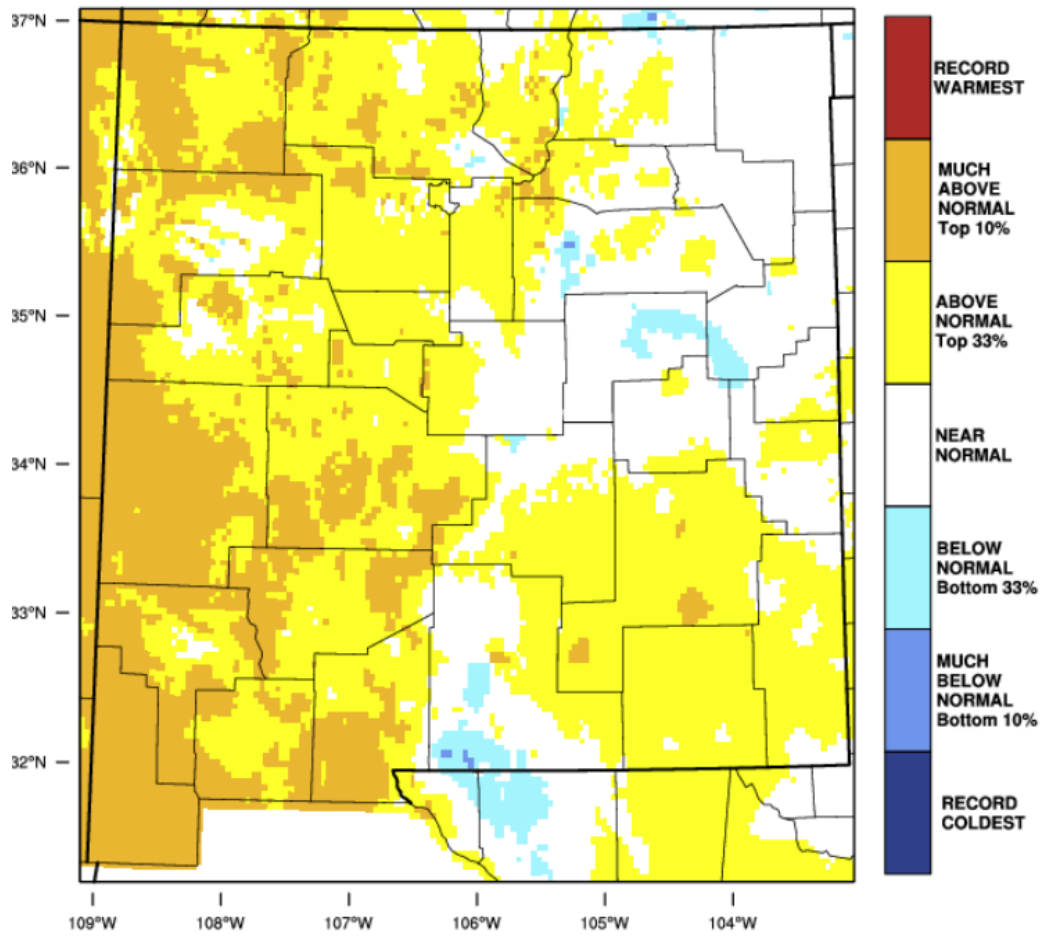 37°N
36°N
35°N
34°N
33°N
32°N
109°W
108°W
107°W
106°W
105°W
104°W
RECORD
WARMEST
MUCH
ABOVE
NORMAL
Top 10%
ABOVE
NORMAL
Top 33%
NEAR
NORMAL
BELOW
NORMAL
Bottom 33%
MUCH
BELOW
NORMAL
Bottom 10%
RECORD
COLDEST